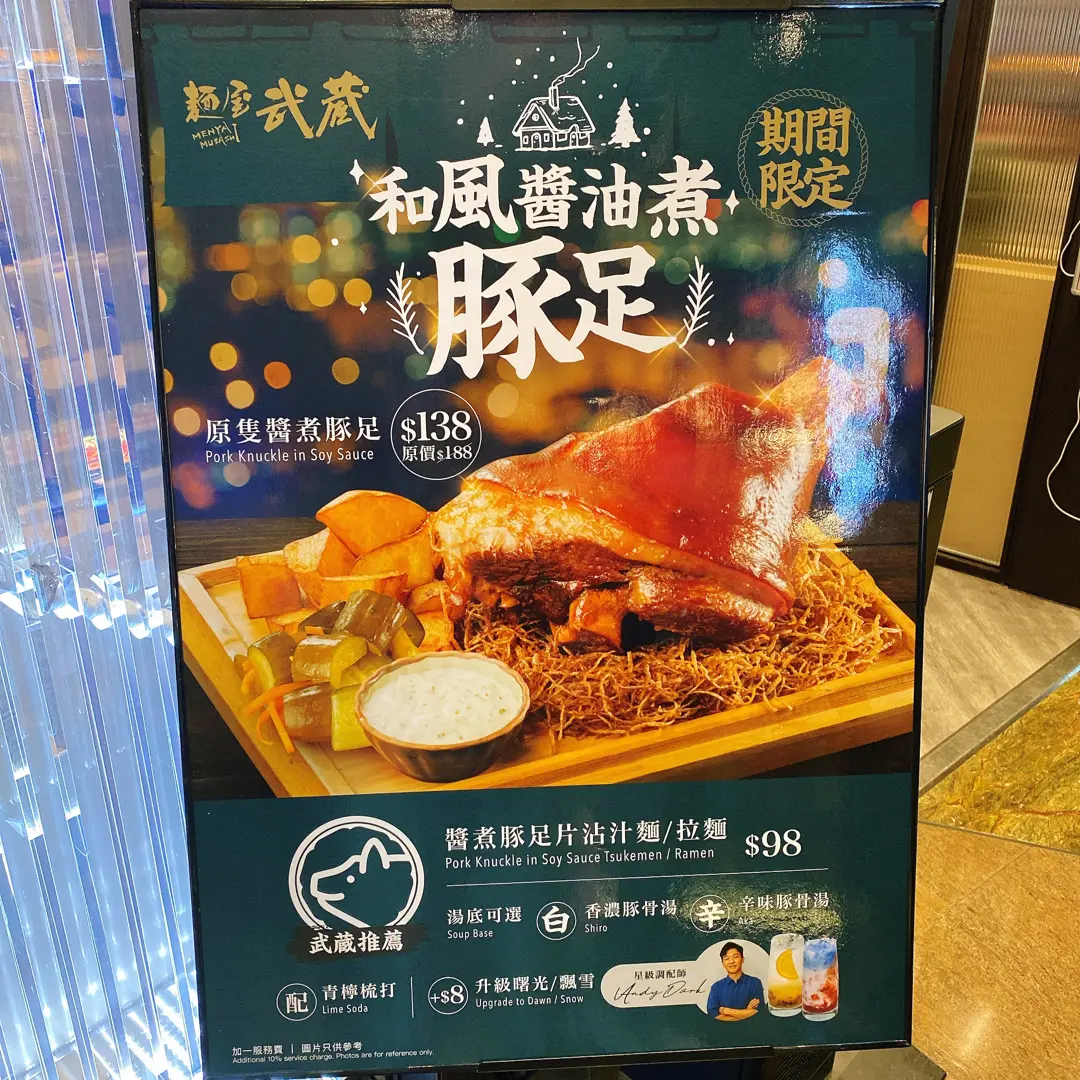 麵屋武蔵
MENYA MUSASHI
期間
限定
和風醬油煮
豚足
原隻醬煮豚足
Pork Knuckle in Soy Sauce
$138
原價$188
醬煮豚足片沾汁麵/拉麵
Pork Knuckle in Soy Sauce Tsukemen / Ramen
$98
武蔵推薦
湯底可選
Soup Base
白
香濃豚骨湯
Shiro
辛
辛味豚骨湯
Aka
配
青檸梳打
Lime Soda
+$8
升級曙光/飄雪
Upgrade to Dawn / Snow
星級調配師
Andy Dark
加一服務費 | 圖片只供參考
Additional 10% service charge. Photos are for reference only.